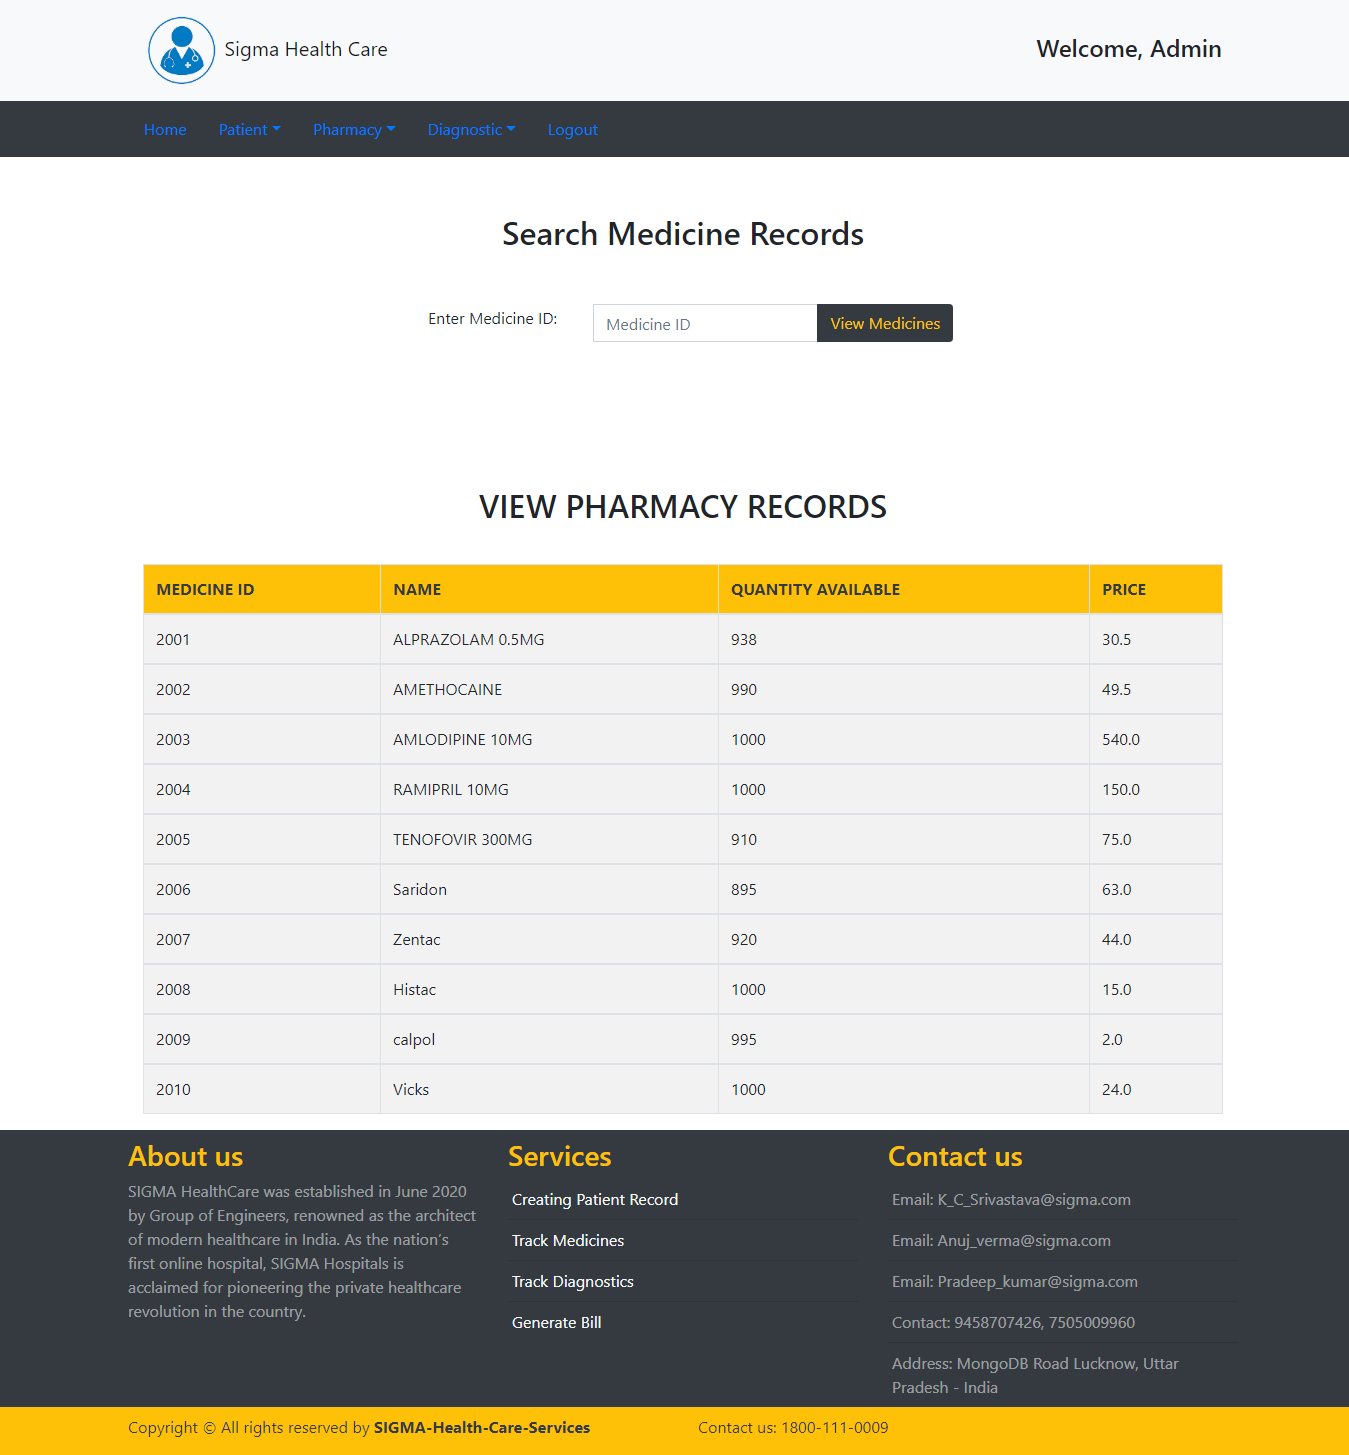 Sigma Health Care
Welcome, Admin
Home Patient Pharmacy Diagnostic Logout
Search Medicine Records
Enter Medicine ID: Medicine ID View Medicines
VIEW PHARMACY RECORDS
MEDICINE ID NAME QUANTITY AVAILABLE PRICE
2001 ALPRAZOLAM 0.5MG 938 30.5
2002 AMETHOCAINE 990 49.5
2003 AMLODIPINE 10MG 1000 540.0
2004 RAMIPRIL 10MG 1000 150.0
2005 TENOFOVIR 300MG 910 75.0
2006 Saridon 895 63.0
2007 Zentac 920 44.0
2008 Histac 1000 15.0
2009 calpol 995 2.0
2010 Vicks 1000 24.0
About us
SIGMA HealthCare was established in June 2020
by Group of Engineers, renowned as the architect
of modern healthcare in India. As the nation’s
first online hospital, SIGMA Hospitals is
acclaimed for pioneering the private healthcare
revolution in the country.
Services
Creating Patient Record
Track Medicines
Track Diagnostics
Generate Bill
Contact us
Email: K_C_Srivastava@sigma.com
Email: Anuj_verma@sigma.com
Email: Pradeep_kumar@sigma.com
Contact: 9458707426, 7505009960
Address: MongoDB Road Lucknow, Uttar
Pradesh - India
Copyright © All rights reserved by SIGMA-Health-Care-Services
Contact us: 1800-111-0009